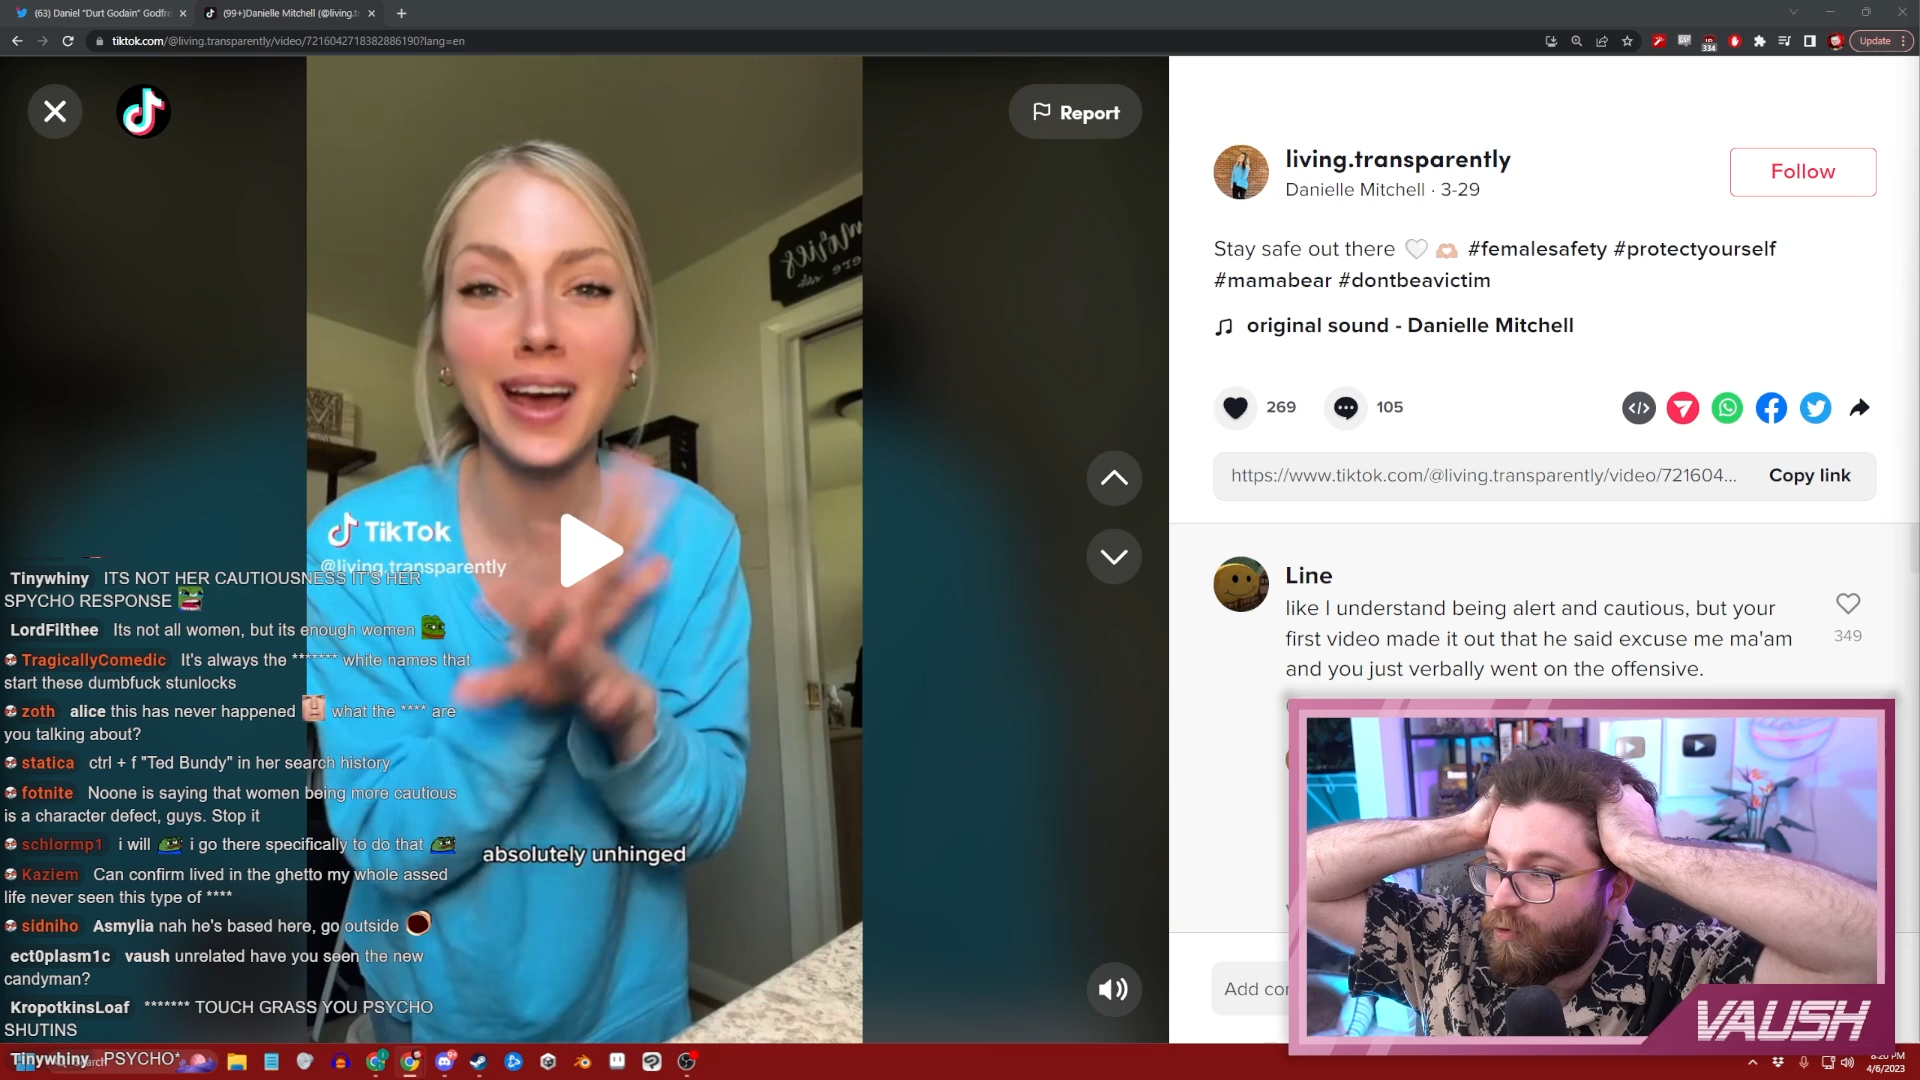 (63) Daniel "Durt Godain" Godfre
(99+)Danielle Mitchell (@living.t
tiktok.com/@living.transparently/video/7216042718382886190?lang=en
334
Update
Report
TikTok
@living.transparently
absolutely unhinged
Tinywhiny ITS NOT HER CAUTIOUSNESS IT'S HER
SPYCHO RESPONSE
LordFilthee Its not all women, but its enough women
TragicallyComedic It's always the ******* white names that
start these dumbfuck stunlocks
zoth alice this has never happened what the **** are
you talking about?
statica ctrl + f "Ted Bundy" in her search history
fotnite Noone is saying that women being more cautious
is a character defect, guys. Stop it
schlormp1 i will i go there specifically to do that
Kaziem Can confirm lived in the ghetto my whole assed
life never seen this type of ****
sidniho Asmylia nah he's based here, go outside
ect0plasm1c vaush unrelated have you seen the new
candyman?
KropotkinsLoaf ******* TOUCH GRASS YOU PSYCHO
SHUTINS
Tinywhiny PSYCHO*
living.transparently
Danielle Mitchell · 3-29
Follow
Stay safe out there 🤍 🫶🏼 #femalesafety #protectyourself
#mamabear #dontbeavictim
original sound - Danielle Mitchell
269
105
https://www.tiktok.com/@living.transparently/video/721604...
Copy link
Line
like I understand being alert and cautious, but your
first video made it out that he said excuse me ma'am
and you just verbally went on the offensive.
349
Add co
VAUSH
8:20 PM
4/6/2023